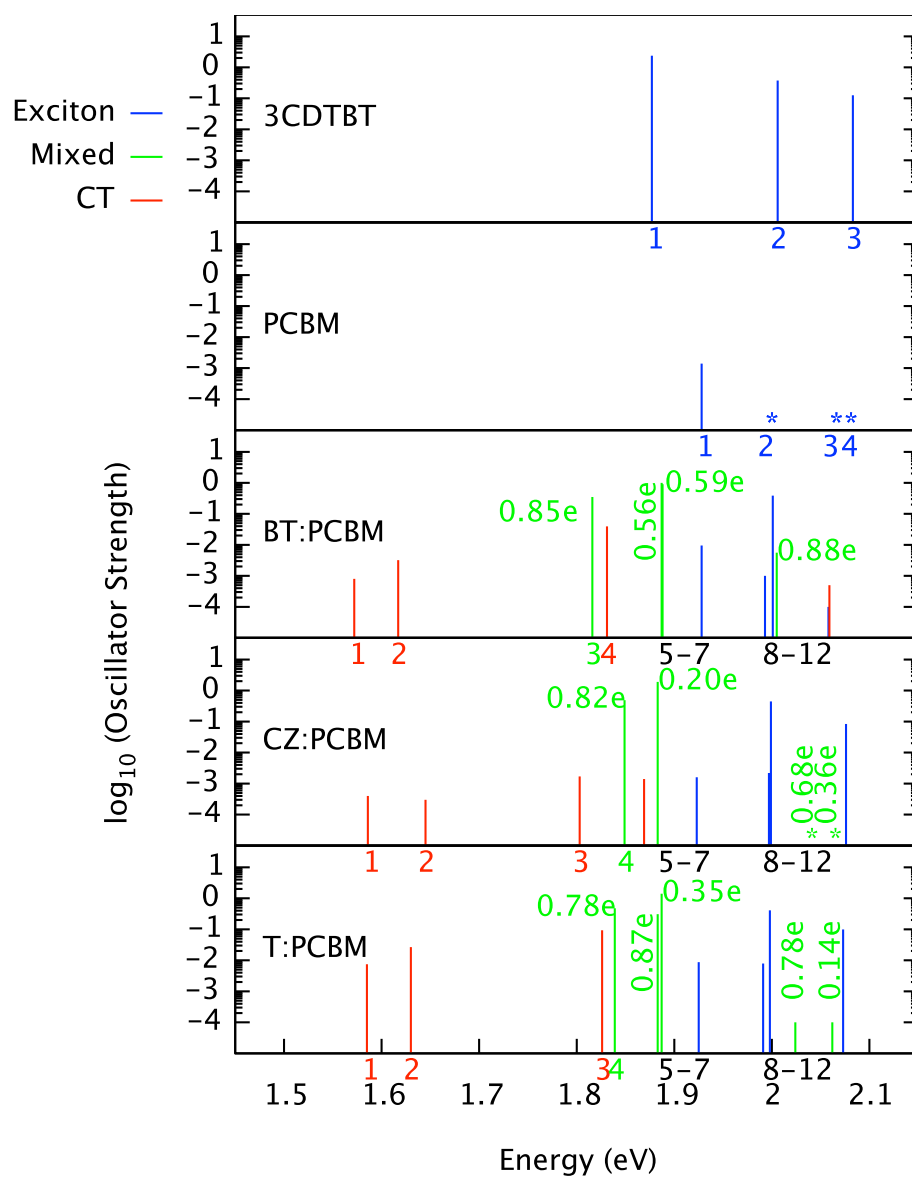 Exciton
Mixed
CT
log10 (Oscillator Strength)
1
0
−1
−2
−3
−4
3CDTBT
1 2 3
1
0
−1
−2
−3
−4
PCBM
* **
1 2 34
1
0
−1
−2
−3
−4
BT:PCBM
0.85e
0.56e
0.59e
0.88e
1 2 34 5−7 8−12
1
0
−1
−2
−3
−4
CZ:PCBM
0.82e
0.20e
*0.68e
*0.36e
1 2 3 4 5−7 8−12
1
0
−1
−2
−3
−4
T:PCBM
0.78e
0.87e
0.35e
0.78e
0.14e
1 2 34 5−7 8−12
1.5 1.6 1.7 1.8 1.9 2 2.1
Energy (eV)